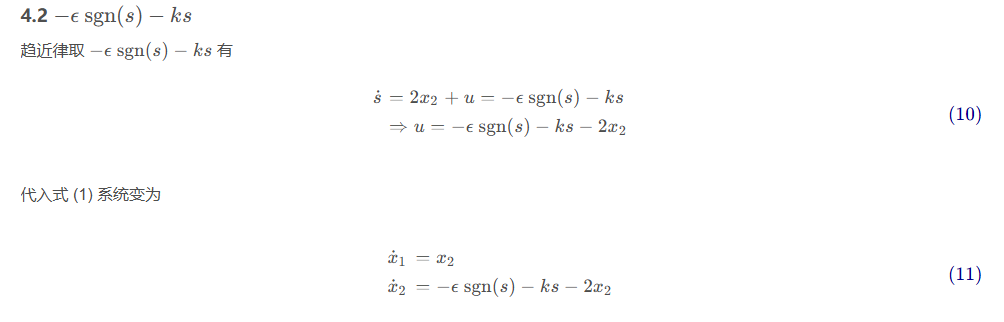 4.2 −ϵ sgn(s) − ks
趋近律取 −ϵ sgn(s) − ks 有
ṡ = 2x₂ + u = −ϵ sgn(s) − ks
⇒ u = −ϵ sgn(s) − ks − 2x₂
(10)
代入式 (1) 系统变为
ẋ₁ = x₂
ẋ₂ = −ϵ sgn(s) − ks − 2x₂
(11)